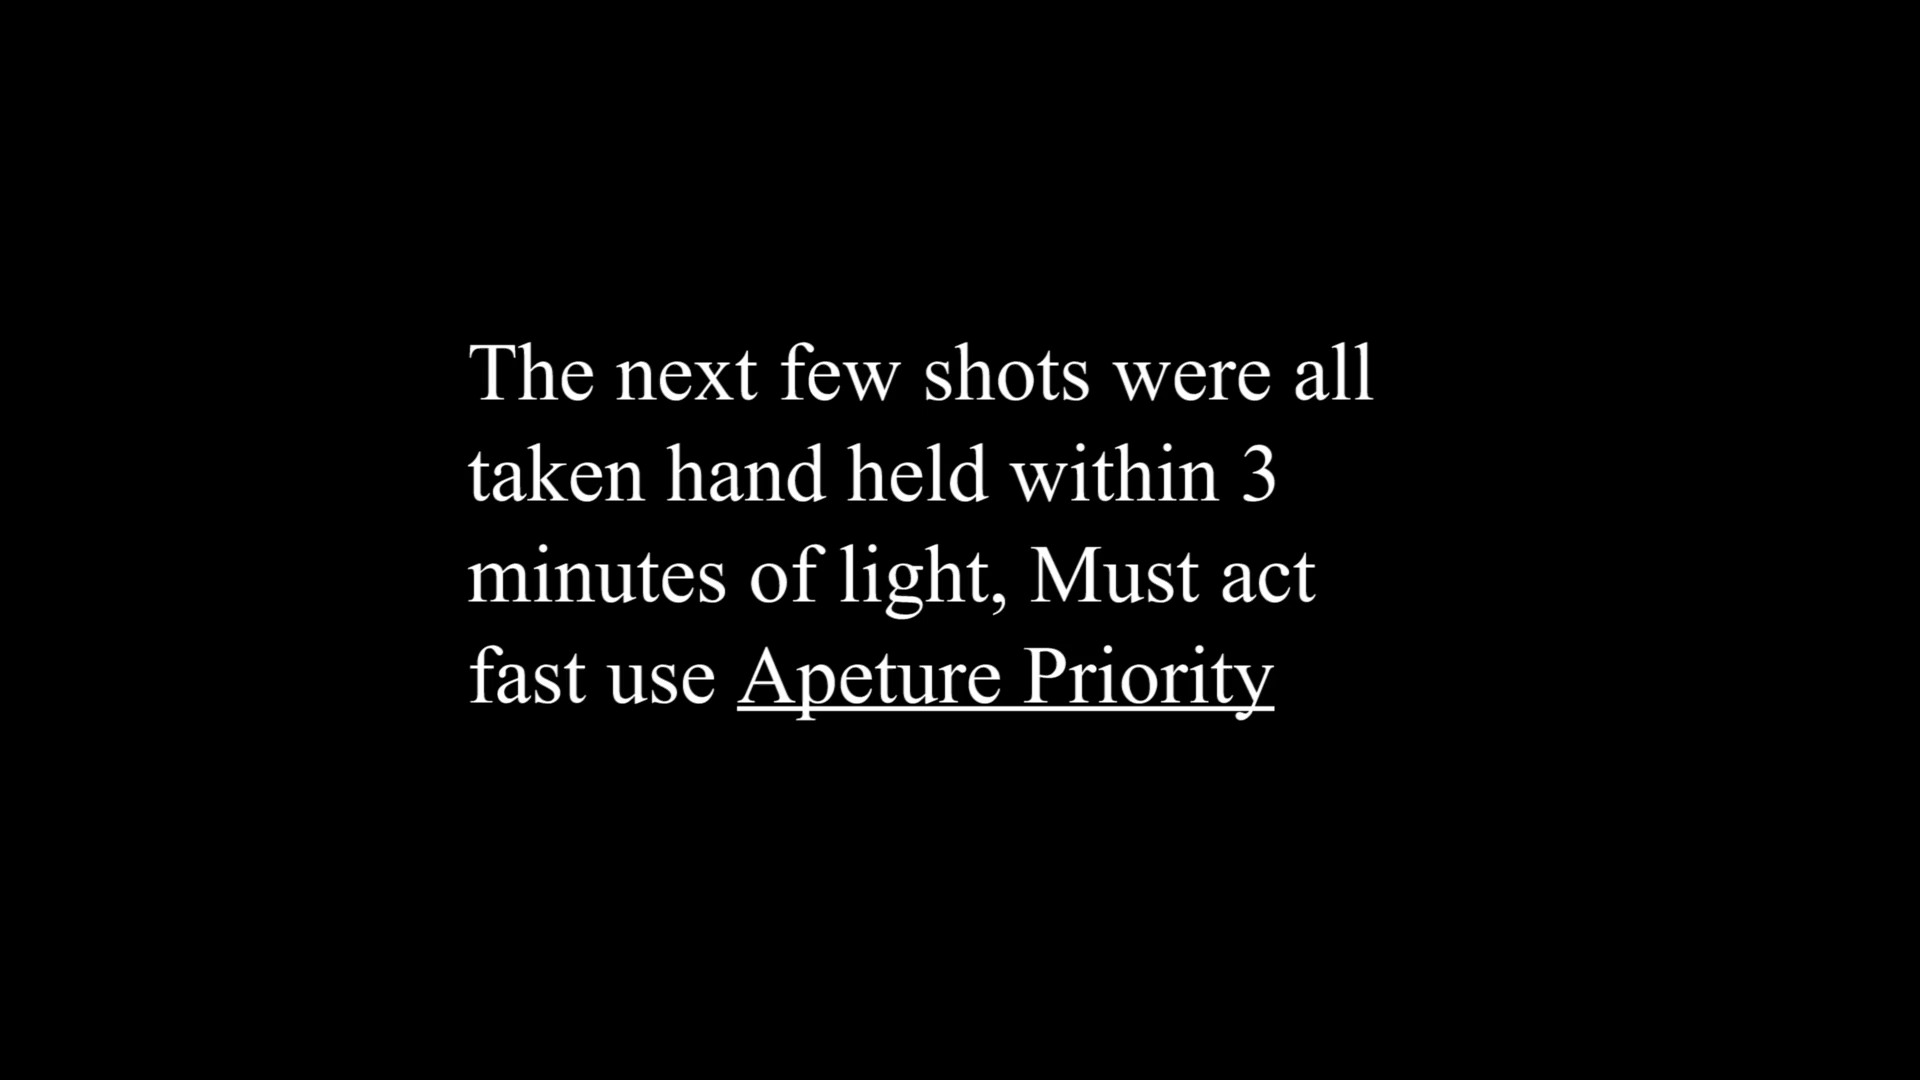 The next few shots were all
taken hand held within 3
minutes of light, Must act
fast use Apeture Priority